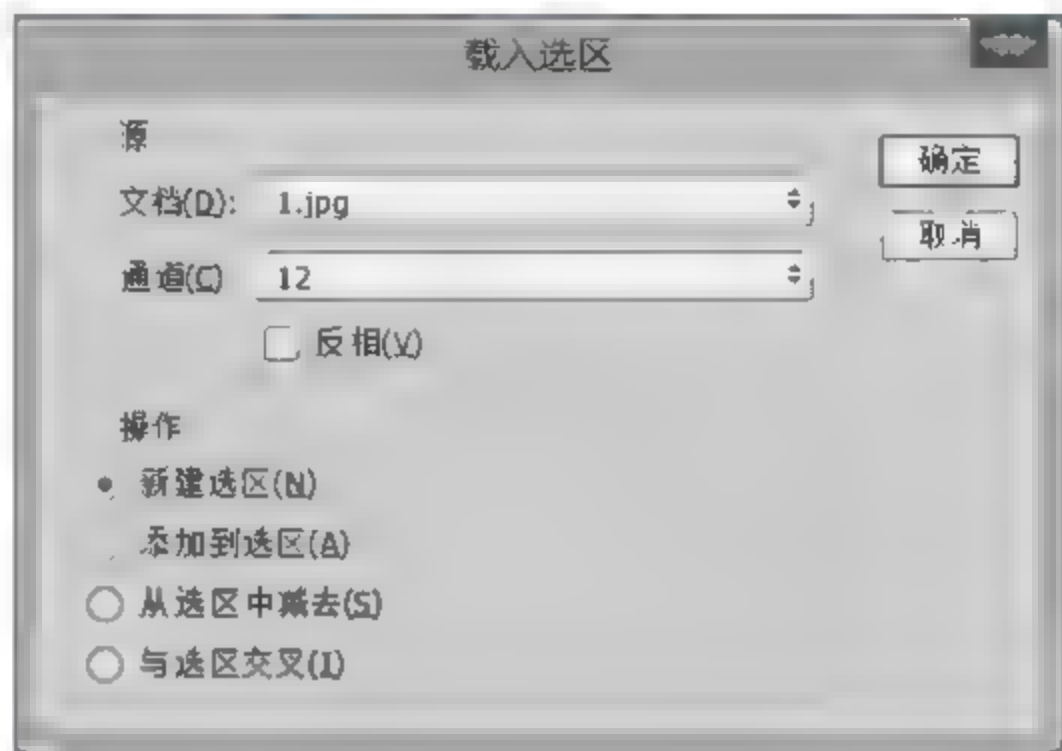 载入选区
源
文档(D): 1.jpg
通道(C) 12
反相(V)
操作
新建选区(N)
添加到选区(A)
从选区中减去(S)
与选区交叉(I)
确定
取消